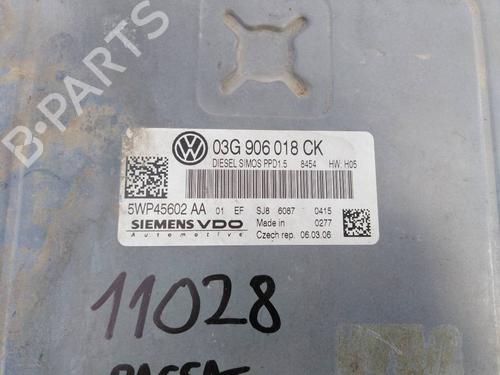 B-PARTS
03G 906 018 CK
DIESEL SIMOS PPD1.5 8454 HW. H05
5WP45602 AA 01 EF SJ8 6087 0415
SIEMENS VDO Made in 0277
Automotive Czech rep. 06.03.06
11028
PASSAT